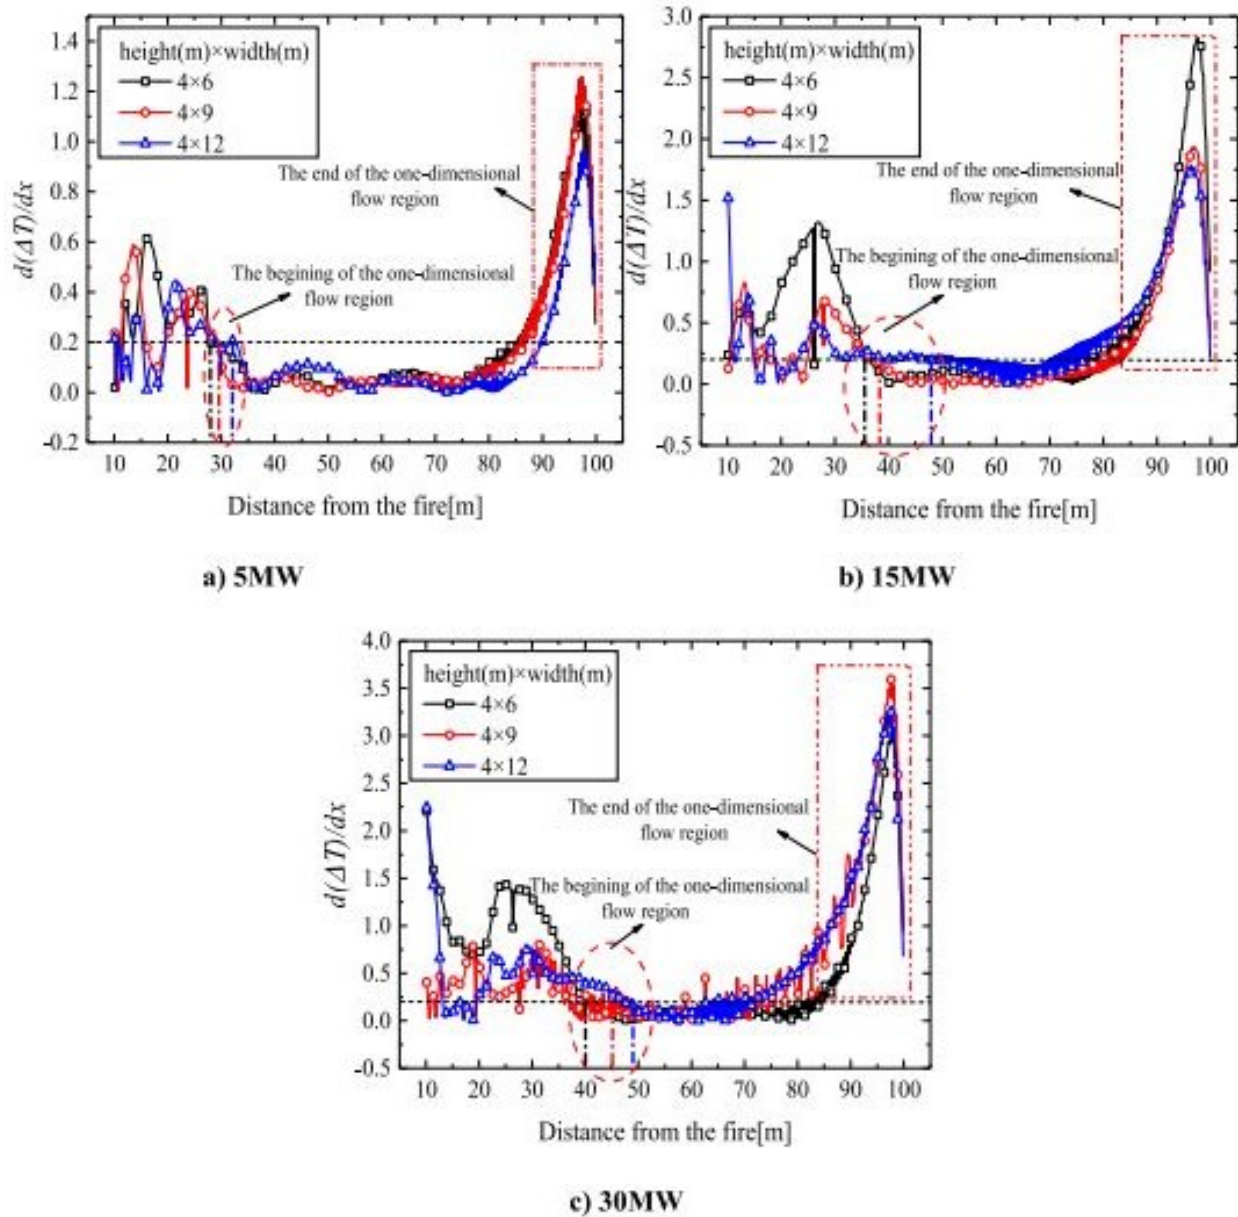 1.4
1.2
1.0
0.8
0.6
0.4
0.2
0.0
-0.2
d(ΔT)/dx
height(m)×width(m)
4×6
4×9
4×12
The end of the one-dimensional
flow region
The begining of the one-dimensional
flow region
10 20 30 40 50 60 70 80 90 100
Distance from the fire[m]
a) 5MW
3.0
2.5
2.0
1.5
1.0
0.5
0.0
-0.5
d(ΔT)/dx
height(m)×width(m)
4×6
4×9
4×12
The end of the one-dimensional
flow region
The begining of the one-dimensional
flow region
10 20 30 40 50 60 70 80 90 100
Distance from the fire[m]
b) 15MW
4.0
3.5
3.0
2.5
2.0
1.5
1.0
0.5
0.0
-0.5
d(ΔT)/dx
height(m)×width(m)
4×6
4×9
4×12
The end of the one-dimensional
flow region
The begining of the one-dimensional
flow region
10 20 30 40 50 60 70 80 90 100
Distance from the fire[m]
c) 30MW